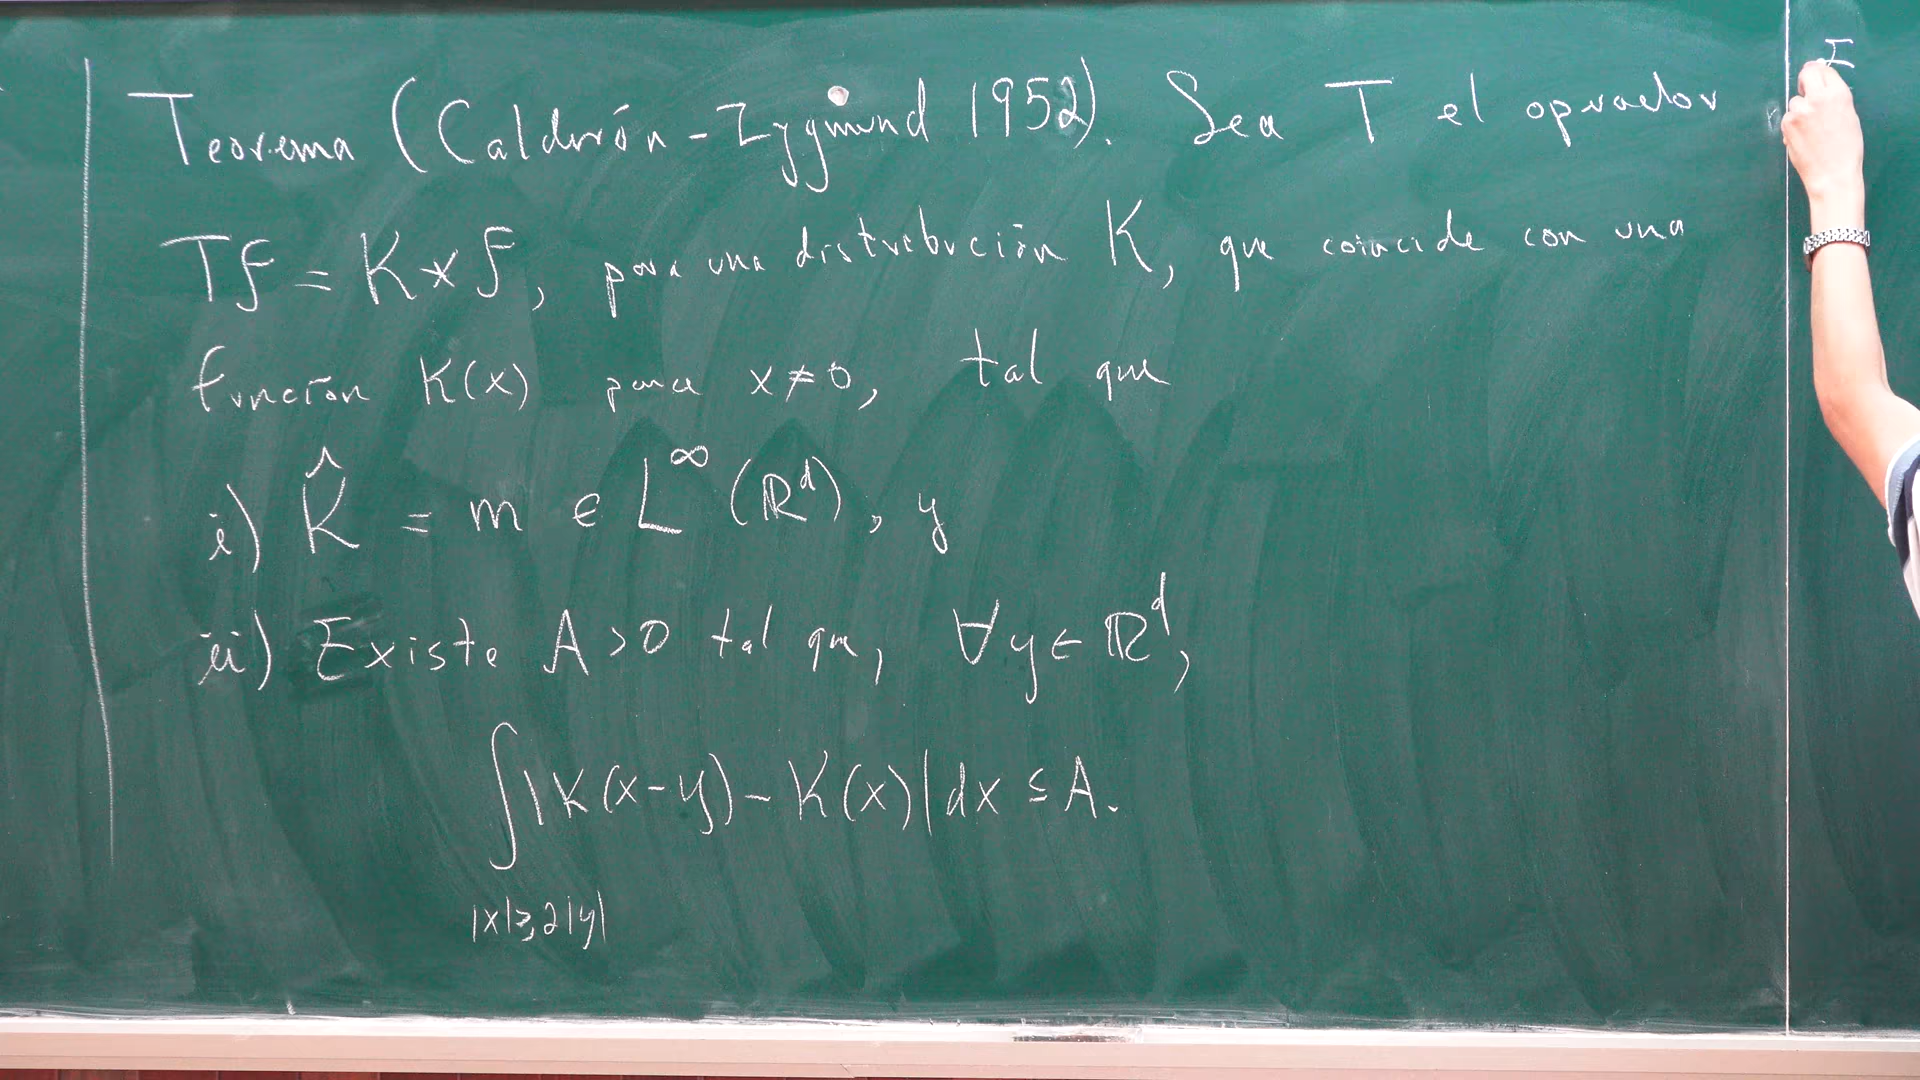 Teorema (Calderón-Zygmund 1952). Sea T el operador
Tf = K * f, para una distribución K, que coincide con una
función K(x) para x ≠ 0, tal que
i) K̂ = m ∈ L^∞(ℝ^d), y
ii) Existe A > 0 tal que, ∀y ∈ ℝ^d,
∫|K(x-y) - K(x)| dx ≤ A.
|x| ≥ 2|y|